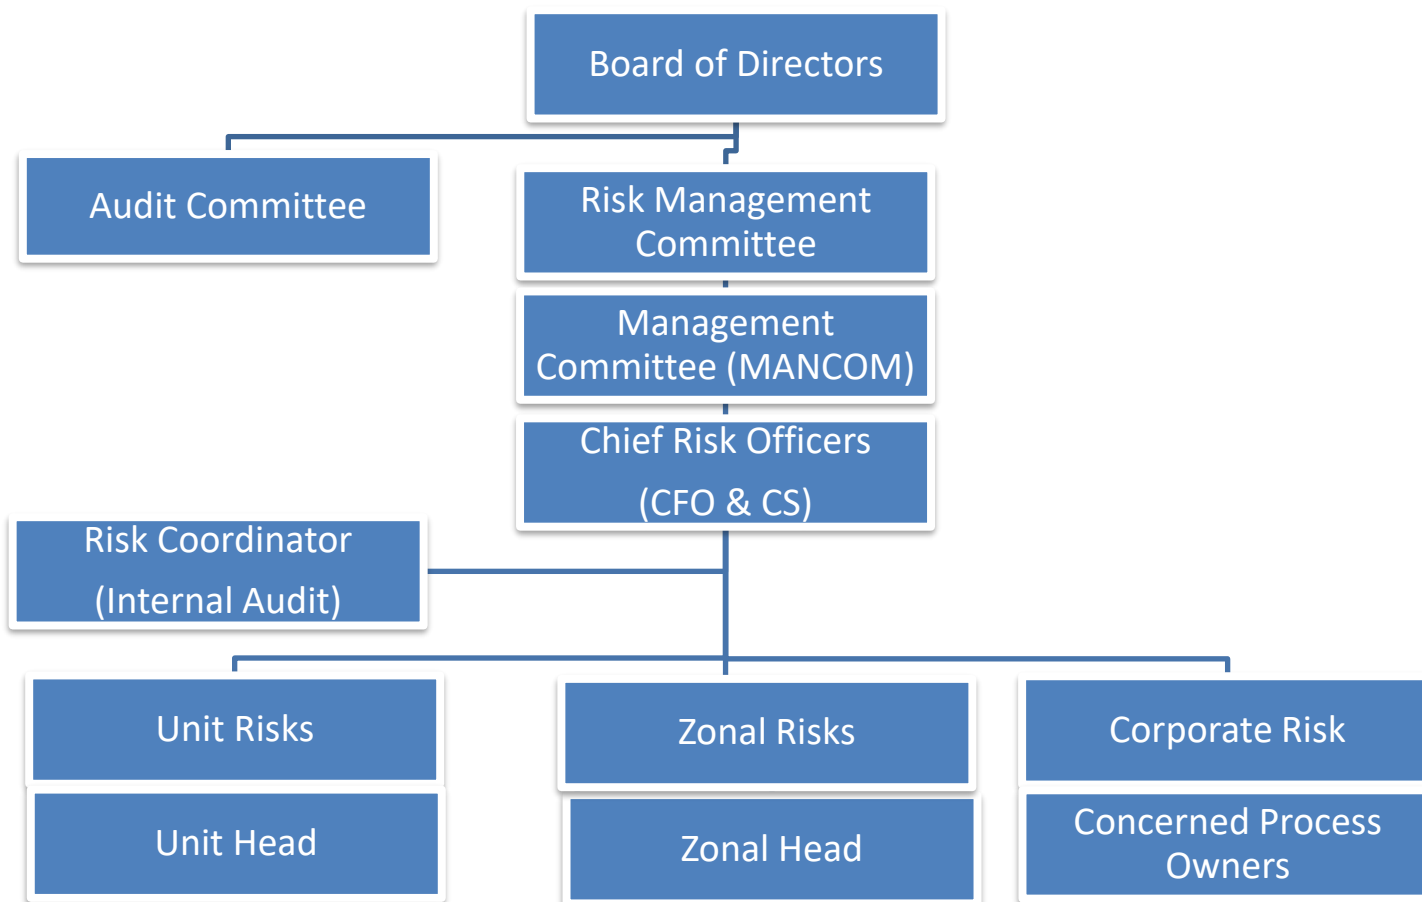 Board of Directors
Audit Committee
Risk Management
Committee
Management
Committee (MANCOM)
Chief Risk Officers
(CFO & CS)
Risk Coordinator
(Internal Audit)
Unit Risks
Zonal Risks
Corporate Risk
Unit Head
Zonal Head
Concerned Process
Owners